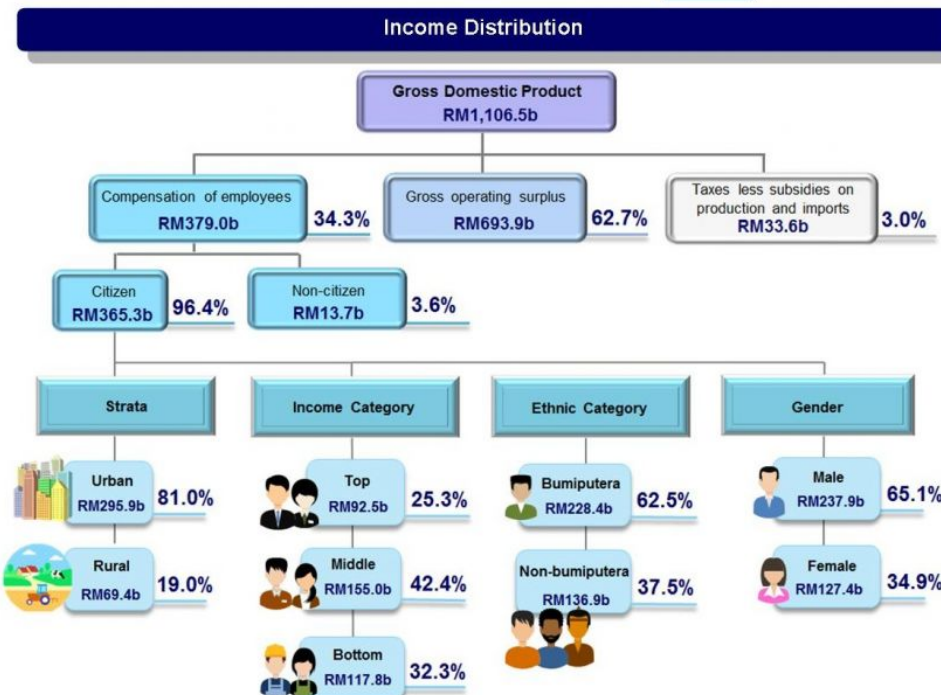 Income Distribution
Gross Domestic Product
RM1,106.5b
Compensation of employees
RM379.0b
34.3%
Gross operating surplus
RM693.9b
62.7%
Taxes less subsidies on
production and imports
RM33.6b
3.0%
Citizen
RM365.3b
96.4%
Non-citizen
RM13.7b
3.6%
Strata
Income Category
Ethnic Category
Gender
Urban
RM295.9b
81.0%
Top
RM92.5b
25.3%
Bumiputera
RM228.4b
62.5%
Male
RM237.9b
65.1%
Rural
RM69.4b
19.0%
Middle
RM155.0b
42.4%
Non-bumiputera
RM136.9b
37.5%
Female
RM127.4b
34.9%
Bottom
RM117.8b
32.3%